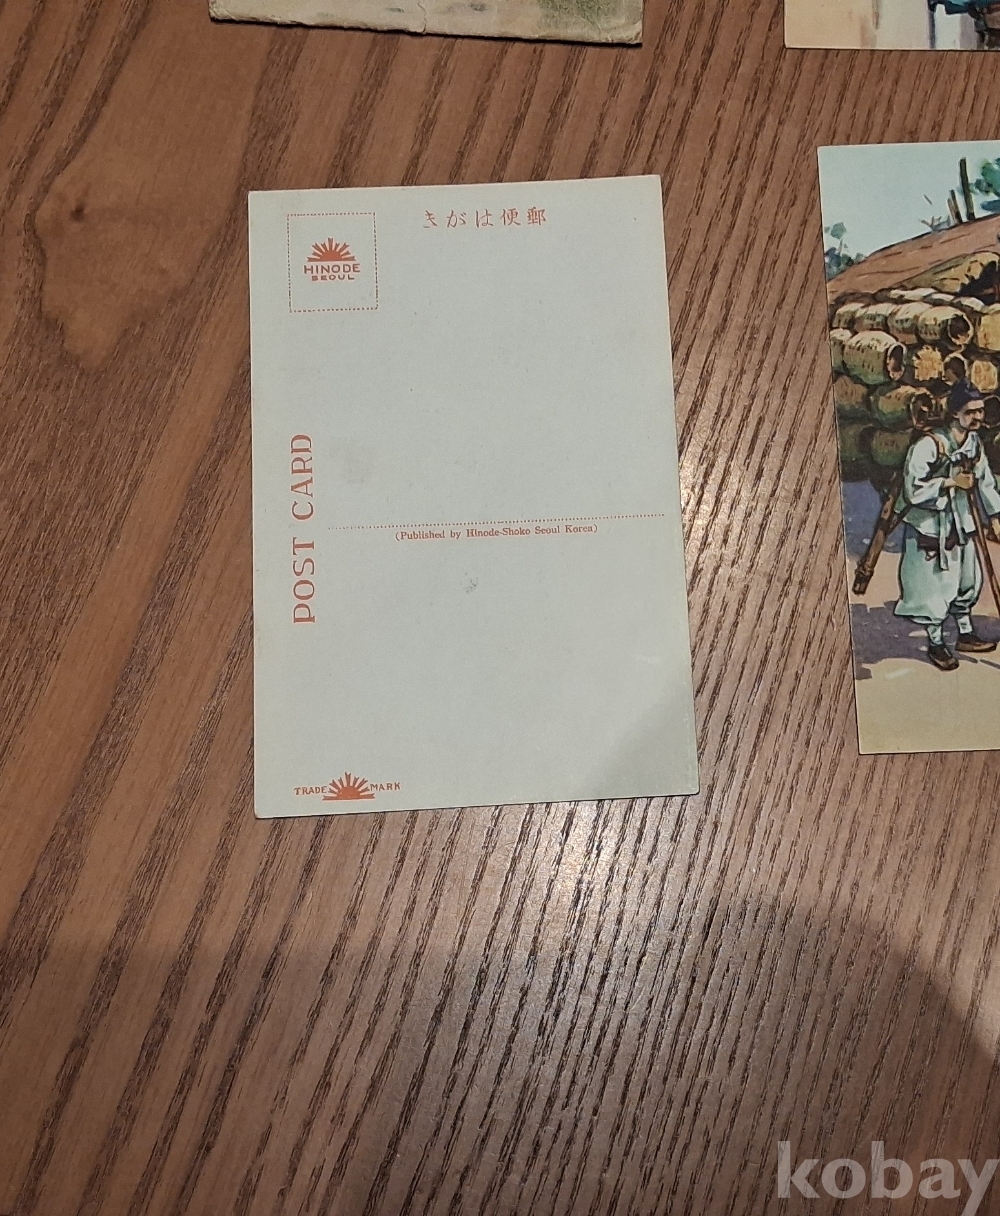 郵便はがき
HINODE
SEOUL
POST CARD
(Published by Hinode-Shoko Seoul Korea)
TRADE MARK
kobay